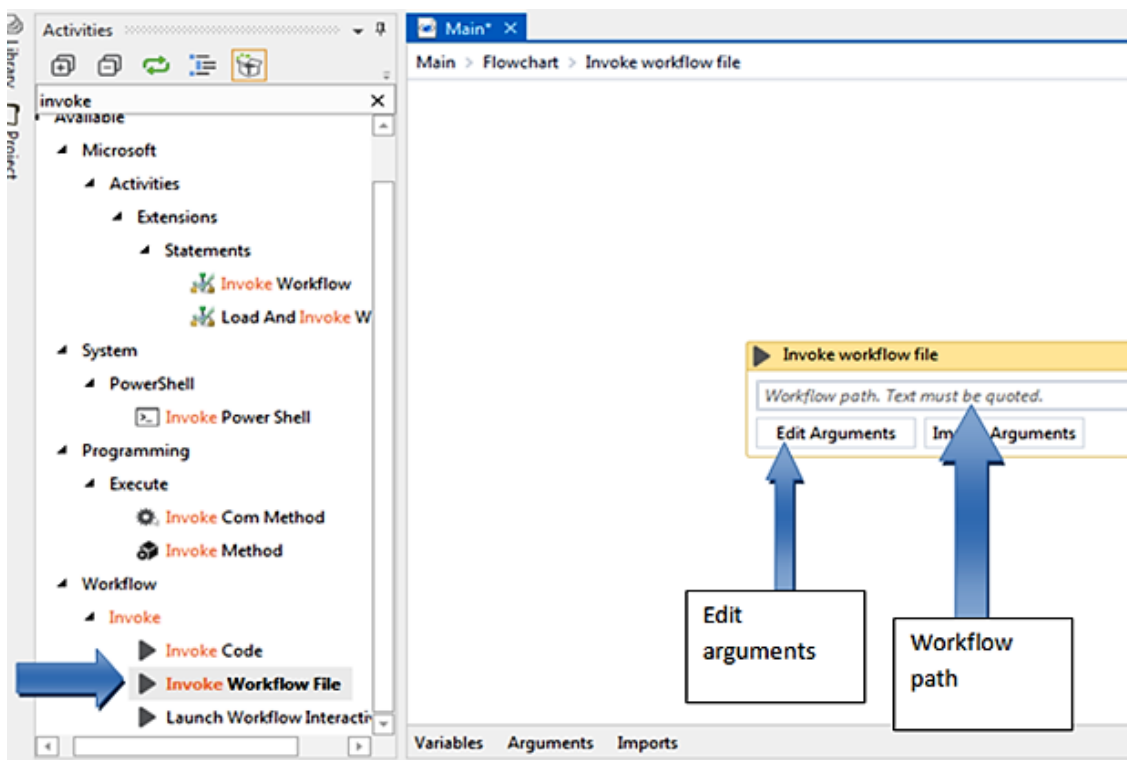 Library
Project
Activities
invoke
Available
Microsoft
Activities
Extensions
Statements
Invoke Workflow
Load And Invoke W
System
PowerShell
Invoke Power Shell
Programming
Execute
Invoke Com Method
Invoke Method
Workflow
Invoke
Invoke Code
Invoke Workflow File
Launch Workflow Interacti
Main*
Main > Flowchart > Invoke workflow file
Invoke workflow file
Workflow path. Text must be quoted.
Edit Arguments
Arguments
Edit
arguments
Workflow
path
Variables Arguments Imports